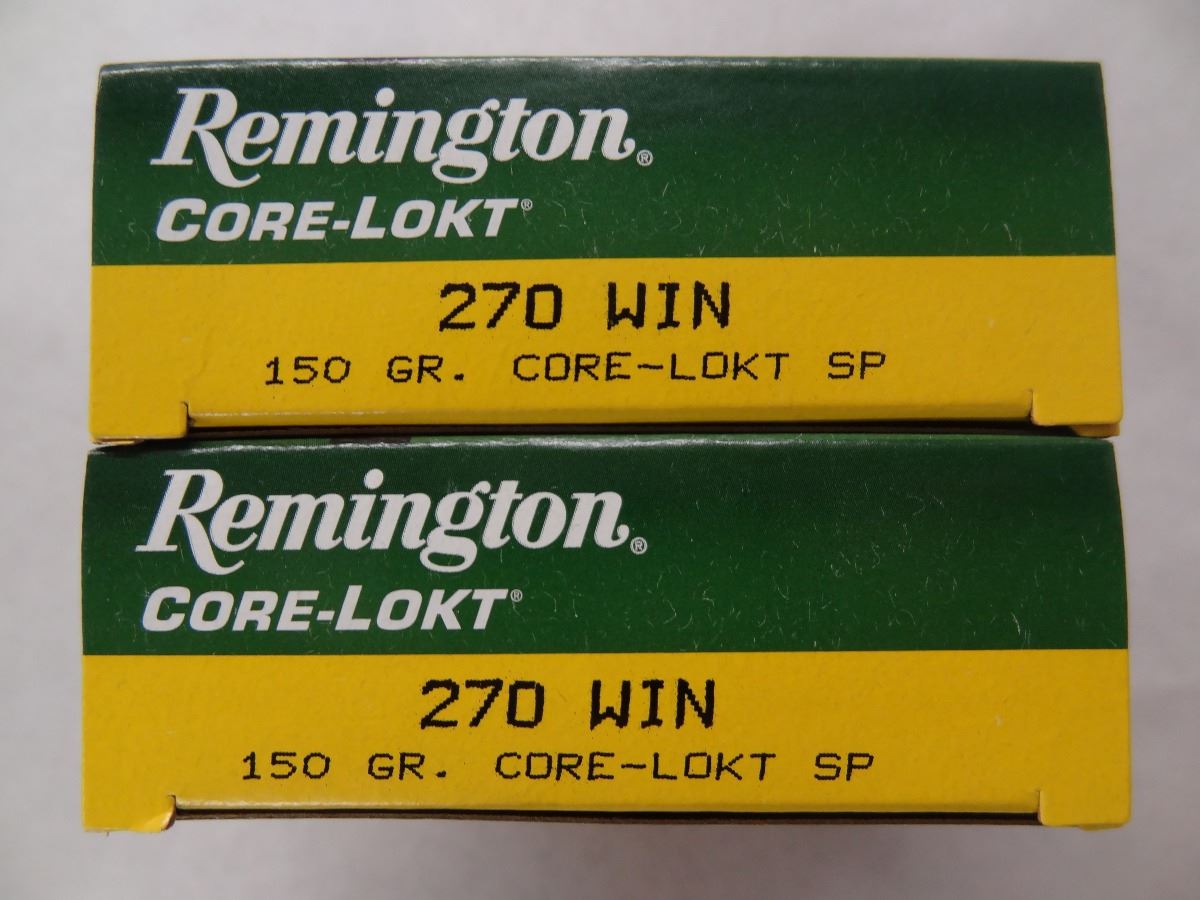 Remington®
CORE-LOKT®
270 WIN
150 GR. CORE-LOKT SP
Remington®
CORE-LOKT®
270 WIN
150 GR. CORE-LOKT SP